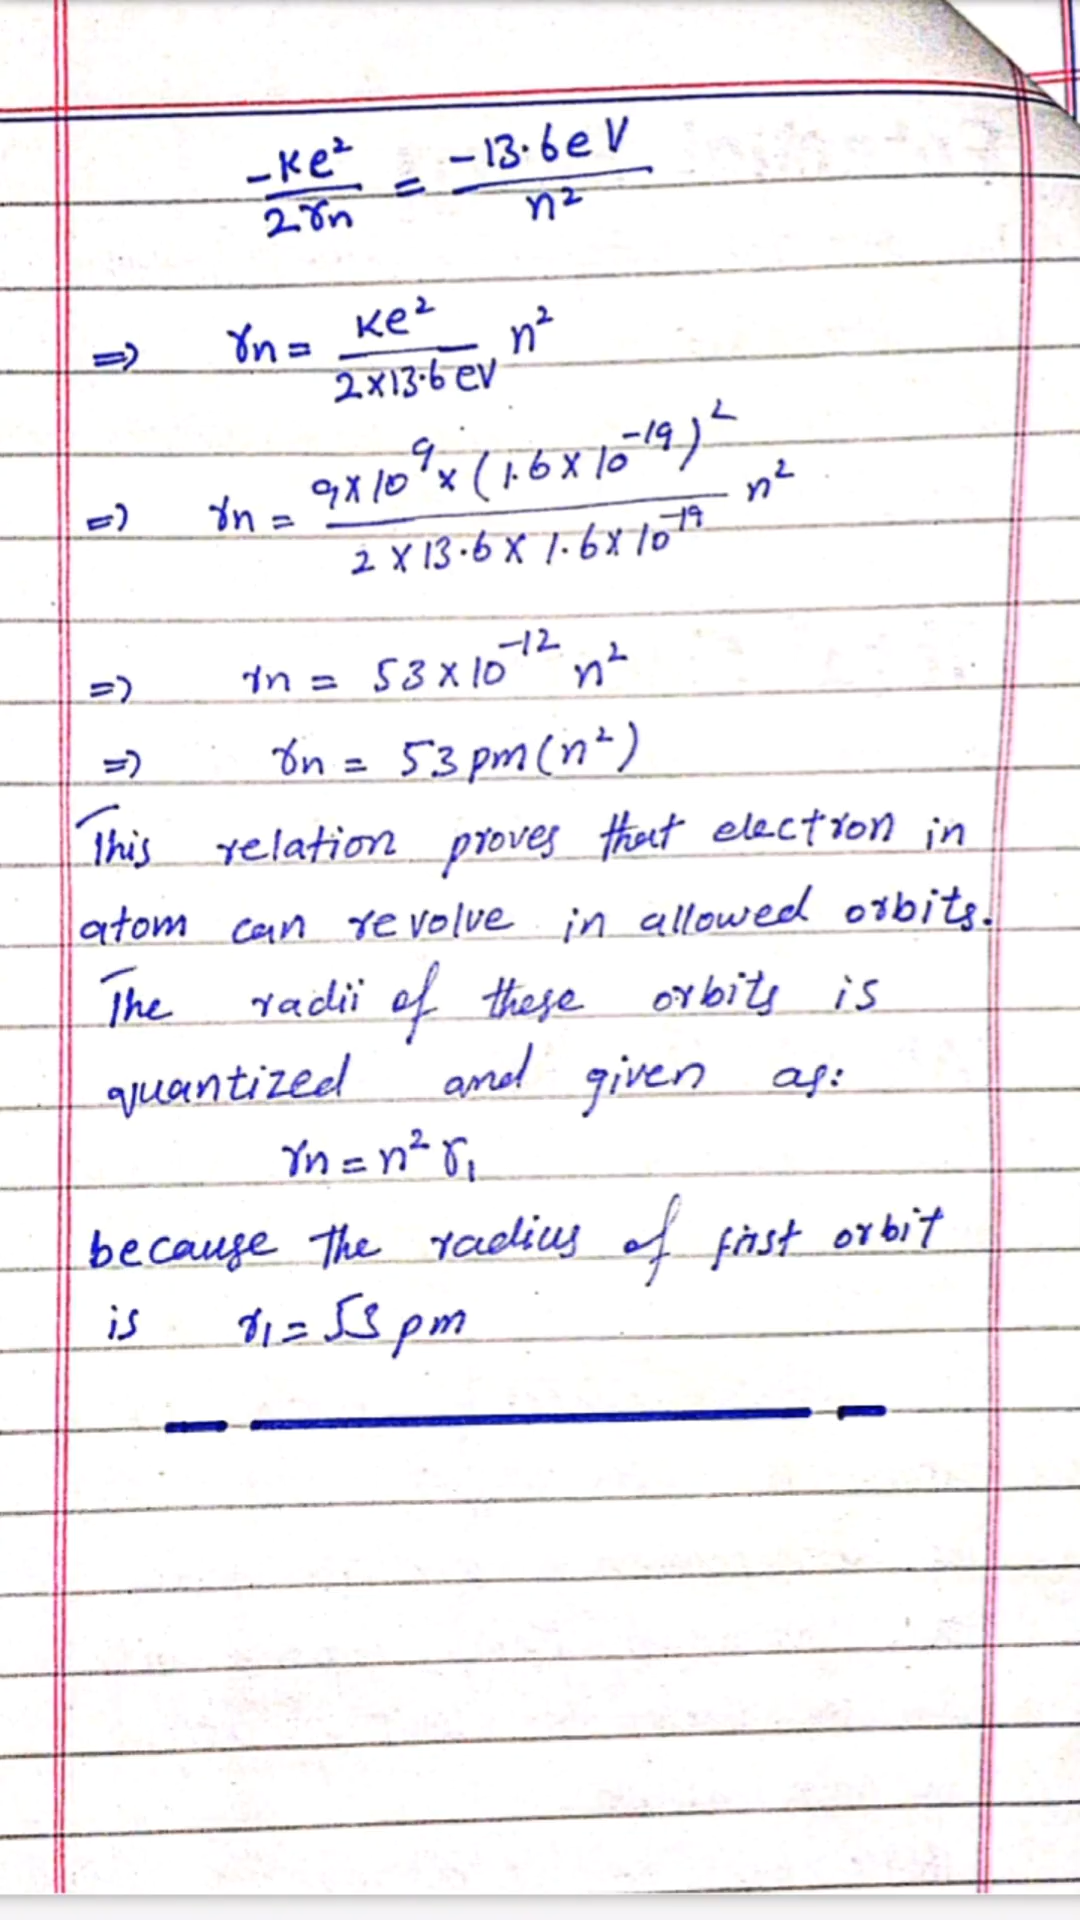 -Ke² / 2rn = -13.6eV / n²
=> rn = Ke² / 2×13.6 eV n²
=> rn = 9×10⁹×(1.6×10⁻¹⁹)² / 2×13.6×1.6×10⁻¹⁹ n²
=> rn = 53×10⁻¹² n²
=> rn = 53 pm (n²)
This relation proves that electron in
atom can revolve in allowed orbits.
The radii of these orbits is
quantized and given as:
rn = n² r₁
because the radius of first orbit
is r₁ = 53 pm